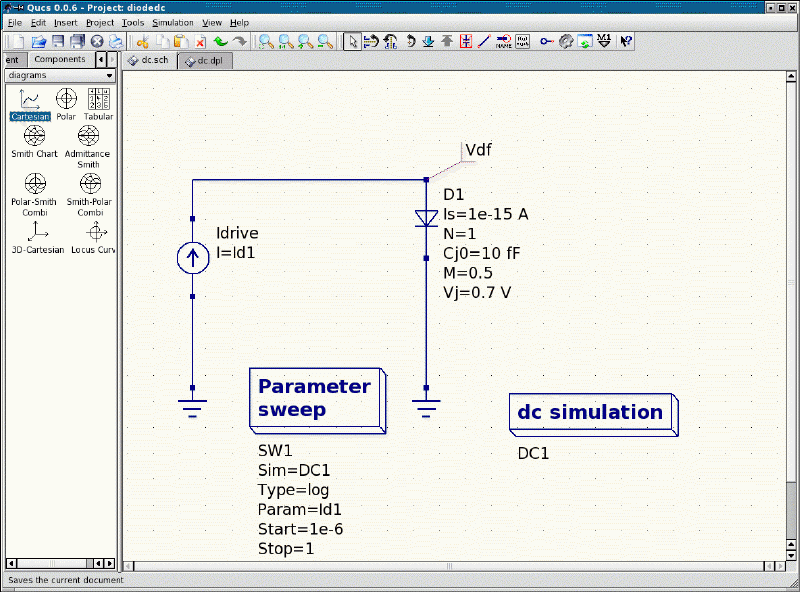 Qucs 0.0.6 - Project: diodedc
File Edit Insert Project Tools Simulation View Help
NAME
M1
ent Components
dc.sch dc dpl
diagrams
Cartesian Polar Tabular
Smith Chart Admittance Smith
Polar-Smith Combi Smith-Polar Combi
3D-Cartesian Locus Curv
Vdf
D1
Is=1e-15 A
N=1
Cj0=10 fF
M=0.5
Vj=0.7 V
Idrive
I=Id1
Parameter
sweep
SW1
Sim=DC1
Type=log
Param=Id1
Start=1e-6
Stop=1
dc simulation
DC1
Saves the current document